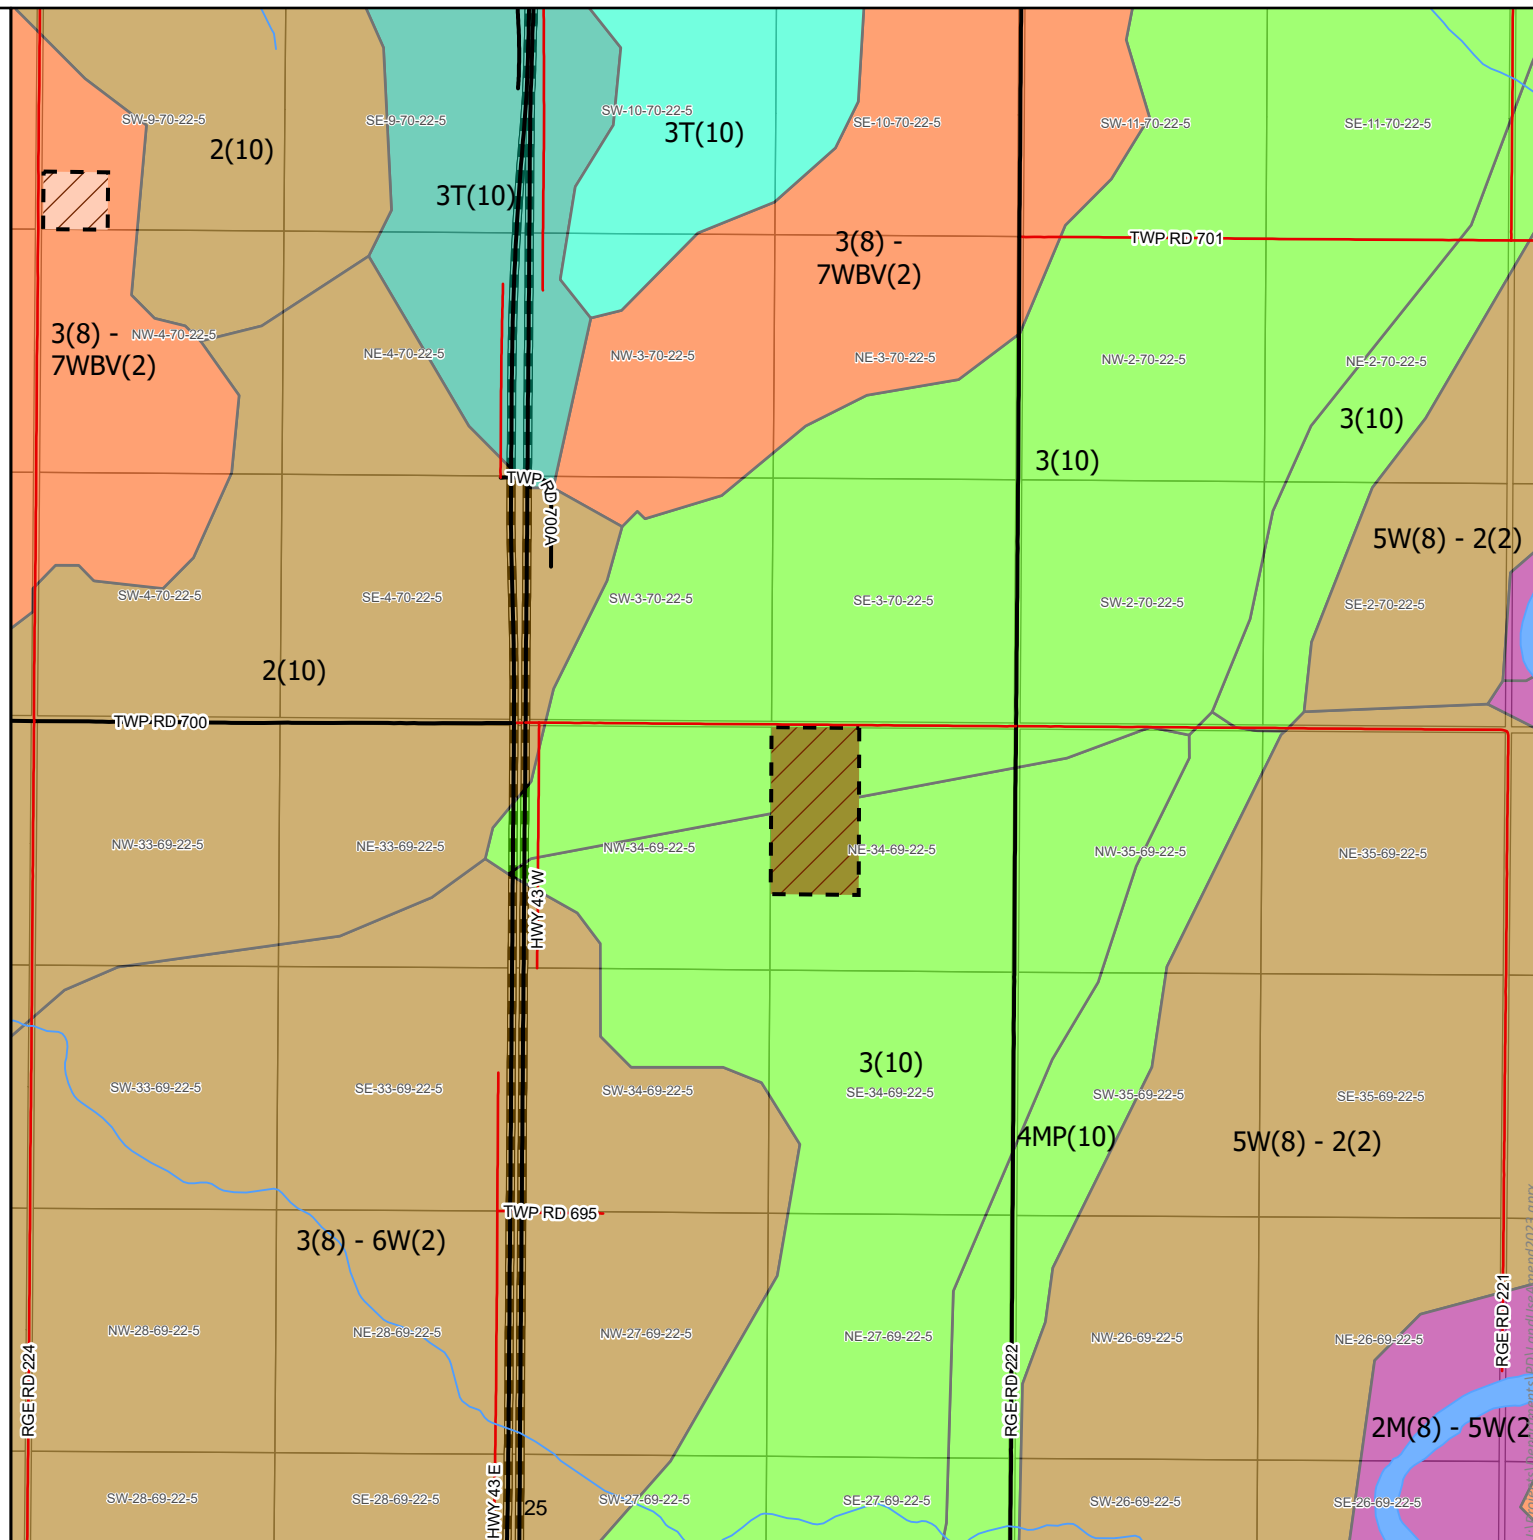 SW-10-70-22-5
SW-9-70-22-5
SE-9-70-22-5
SE-10-70-22-5
SW-11-70-22-5
SE-11-70-22-5
3T(10)
2(10)
3T(10)
TWP RD 701
3(8) -
7WBV(2)
3(8) -
7WBV(2)
NW-4-70-22-5
NE-4-70-22-5
NW-3-70-22-5
NE-3-70-22-5
NW-2-70-22-5
NE-2-70-22-5
3(10)
3(10)
TWP RD 700A
5W(8) - 2(2)
SW-4-70-22-5
SE-4-70-22-5
SW-3-70-22-5
SE-3-70-22-5
SW-2-70-22-5
SE-2-70-22-5
2(10)
TWP RD 700
NW-33-69-22-5
NE-33-69-22-5
NW-34-69-22-5
NE-34-69-22-5
NW-35-69-22-5
NE-35-69-22-5
HWY 43 W
3(10)
SW-33-69-22-5
SE-33-69-22-5
SW-34-69-22-5
SE-34-69-22-5
SW-35-69-22-5
SE-35-69-22-5
4MP(10)
5W(8) - 2(2)
TWP RD 695
3(8) - 6W(2)
NW-28-69-22-5
NE-28-69-22-5
NW-27-69-22-5
NE-27-69-22-5
NW-26-69-22-5
NE-26-69-22-5
RGE RD 224
RGE RD 222
RGE RD 221
2M(8) - 5W(2
SW-28-69-22-5
SE-28-69-22-5
SW-27-69-22-5
SE-27-69-22-5
SW-26-69-22-5
SE-26-69-22-5
HWY 43 E
25